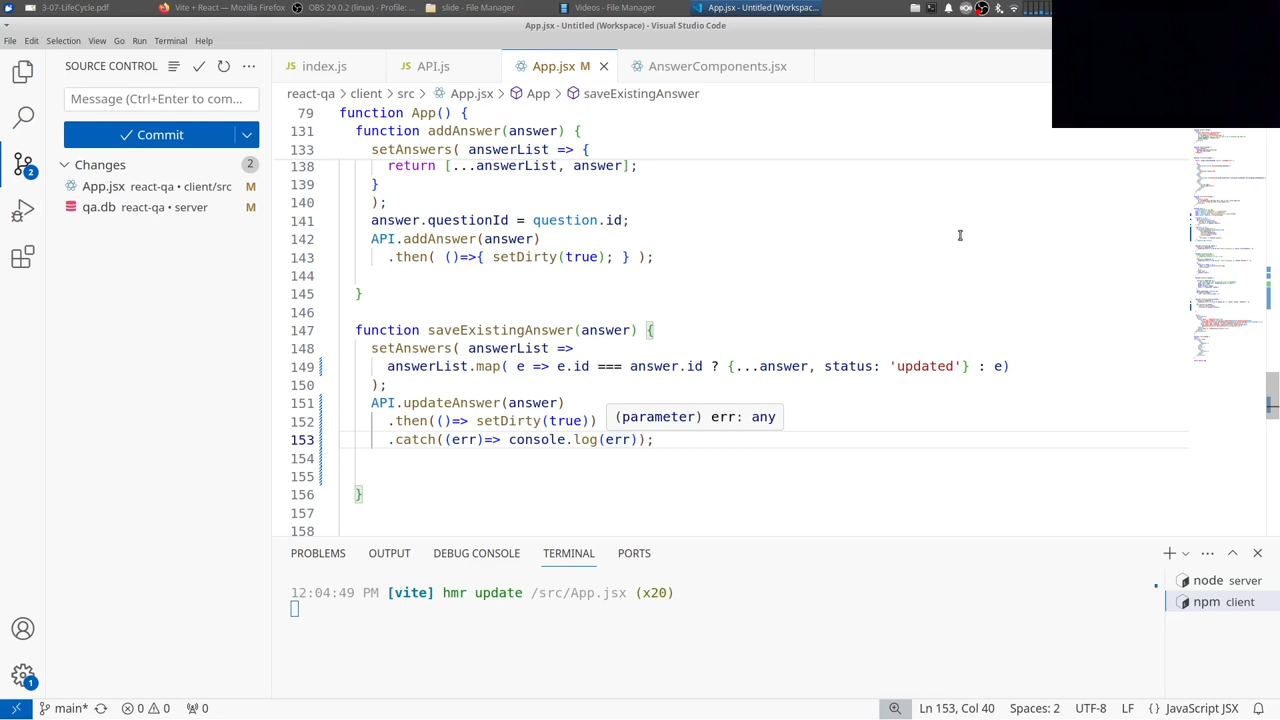 3-07-LifeCycle.pdf
Vite + React — Mozilla Firefox
OBS 29.0.2 (linux) - Profile: ...
Slide - File Manager
Videos - File Manager
App.jsx - Untitled (Workspac...
App.jsx - Untitled (Workspace) - Visual Studio Code
File Edit Selection View Go Run Terminal Help
SOURCE CONTROL
index.js
API.js
App.jsx M
AnswerComponents.jsx
Message (Ctrl+Enter to com...
Commit
Changes 2
App.jsx react-qa • client/src M
qa.db react-qa • server M
2
1
react-qa > client > src > App.jsx > App > saveExistingAnswer
79 function App() {
131 function addAnswer(answer) {
133 setAnswers( answerList =>
138 return [...answerList, answer];
139 }
140 );
141 answer.questionId = question.id;
142 API.addAnswer(answer)
143 .then(()=>{ setDirty(true); } );
144
145 }
146
147 function saveExistingAnswer(answer) {
148 setAnswers( answerList =>
149 answerList.map( e => e.id === answer.id ? {...answer, status: 'updated'} : e)
150 );
151 API.updateAnswer(answer)
152 .then(()=> setDirty(true))
(parameter) err: any
153 .catch((err)=> console.log(err));
154
155
156 }
157
158
PROBLEMS OUTPUT DEBUG CONSOLE TERMINAL PORTS
12:04:49 PM [vite] hmr update /src/App.jsx (x20)
node server
npm client
main* 0 0 0
Ln 153, Col 40 Spaces: 2 UTF-8 LF {} JavaScript JSX